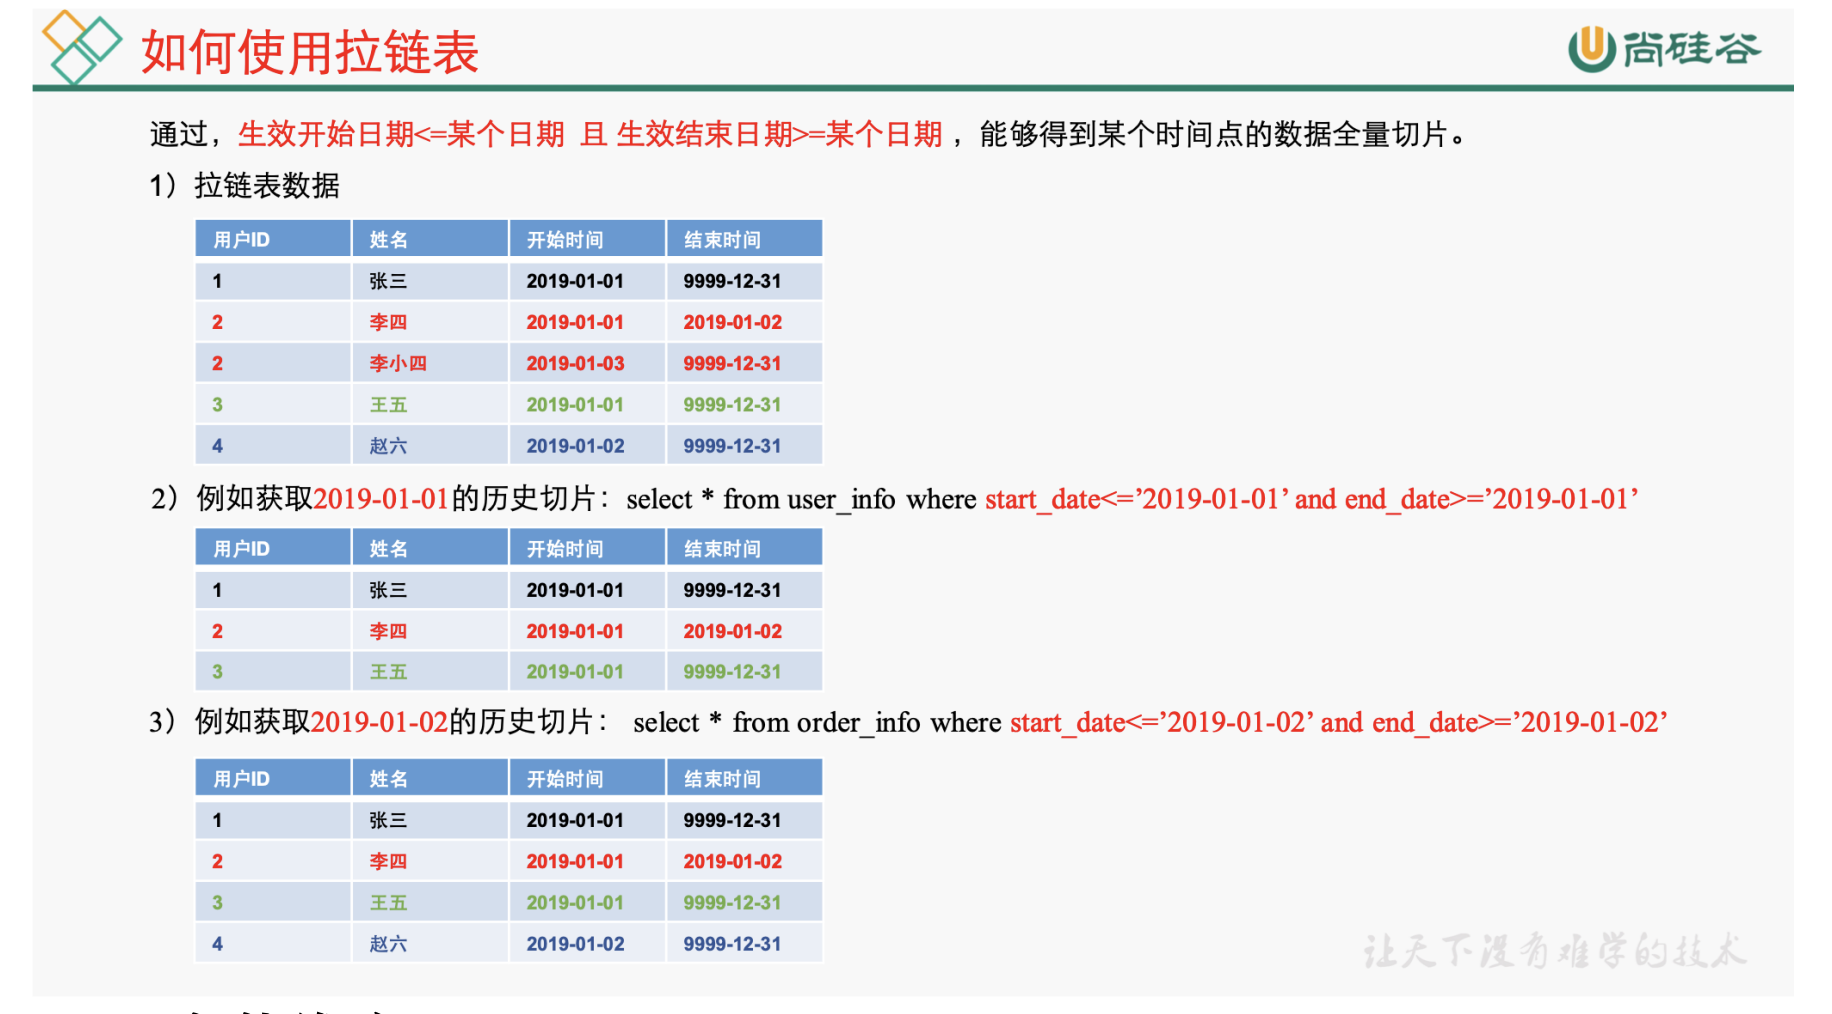 如何使用拉链表
尚硅谷
通过，生效开始日期<=某个日期 且 生效结束日期>=某个日期 ，能够得到某个时间点的数据全量切片。
1）拉链表数据
用户ID 姓名 开始时间 结束时间
1 张三 2019-01-01 9999-12-31
2 李四 2019-01-01 2019-01-02
2 李小四 2019-01-03 9999-12-31
3 王五 2019-01-01 9999-12-31
4 赵六 2019-01-02 9999-12-31
2）例如获取2019-01-01的历史切片：select * from user_info where start_date<=’2019-01-01’ and end_date>=’2019-01-01’
用户ID 姓名 开始时间 结束时间
1 张三 2019-01-01 9999-12-31
2 李四 2019-01-01 2019-01-02
3 王五 2019-01-01 9999-12-31
3）例如获取2019-01-02的历史切片： select * from order_info where start_date<=’2019-01-02’ and end_date>=’2019-01-02’
用户ID 姓名 开始时间 结束时间
1 张三 2019-01-01 9999-12-31
2 李四 2019-01-01 2019-01-02
3 王五 2019-01-01 9999-12-31
4 赵六 2019-01-02 9999-12-31
让天下没有难学的技术